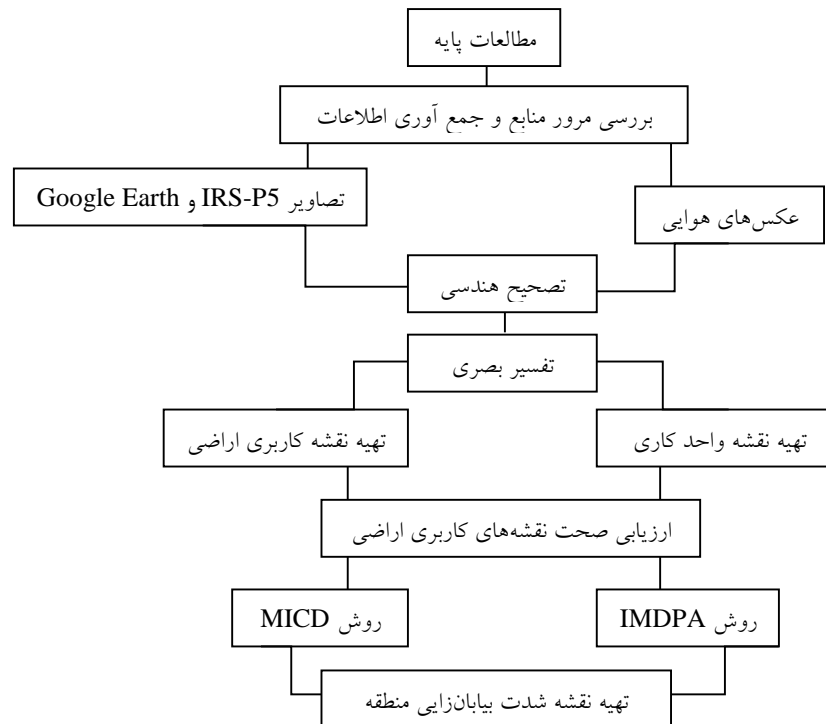 مطالعات پایه
بررسی مرور منابع و جمع آوری اطلاعات
عکس‌های هوایی
تصاویر IRS-P5 و Google Earth
تصحیح هندسی
تفسیر بصری
تهیه نقشه واحد کاری
تهیه نقشه کاربری اراضی
ارزیابی صحت نقشه‌های کاربری اراضی
روش IMDPA
روش MICD
تهیه نقشه شدت بیابان‌زایی منطقه